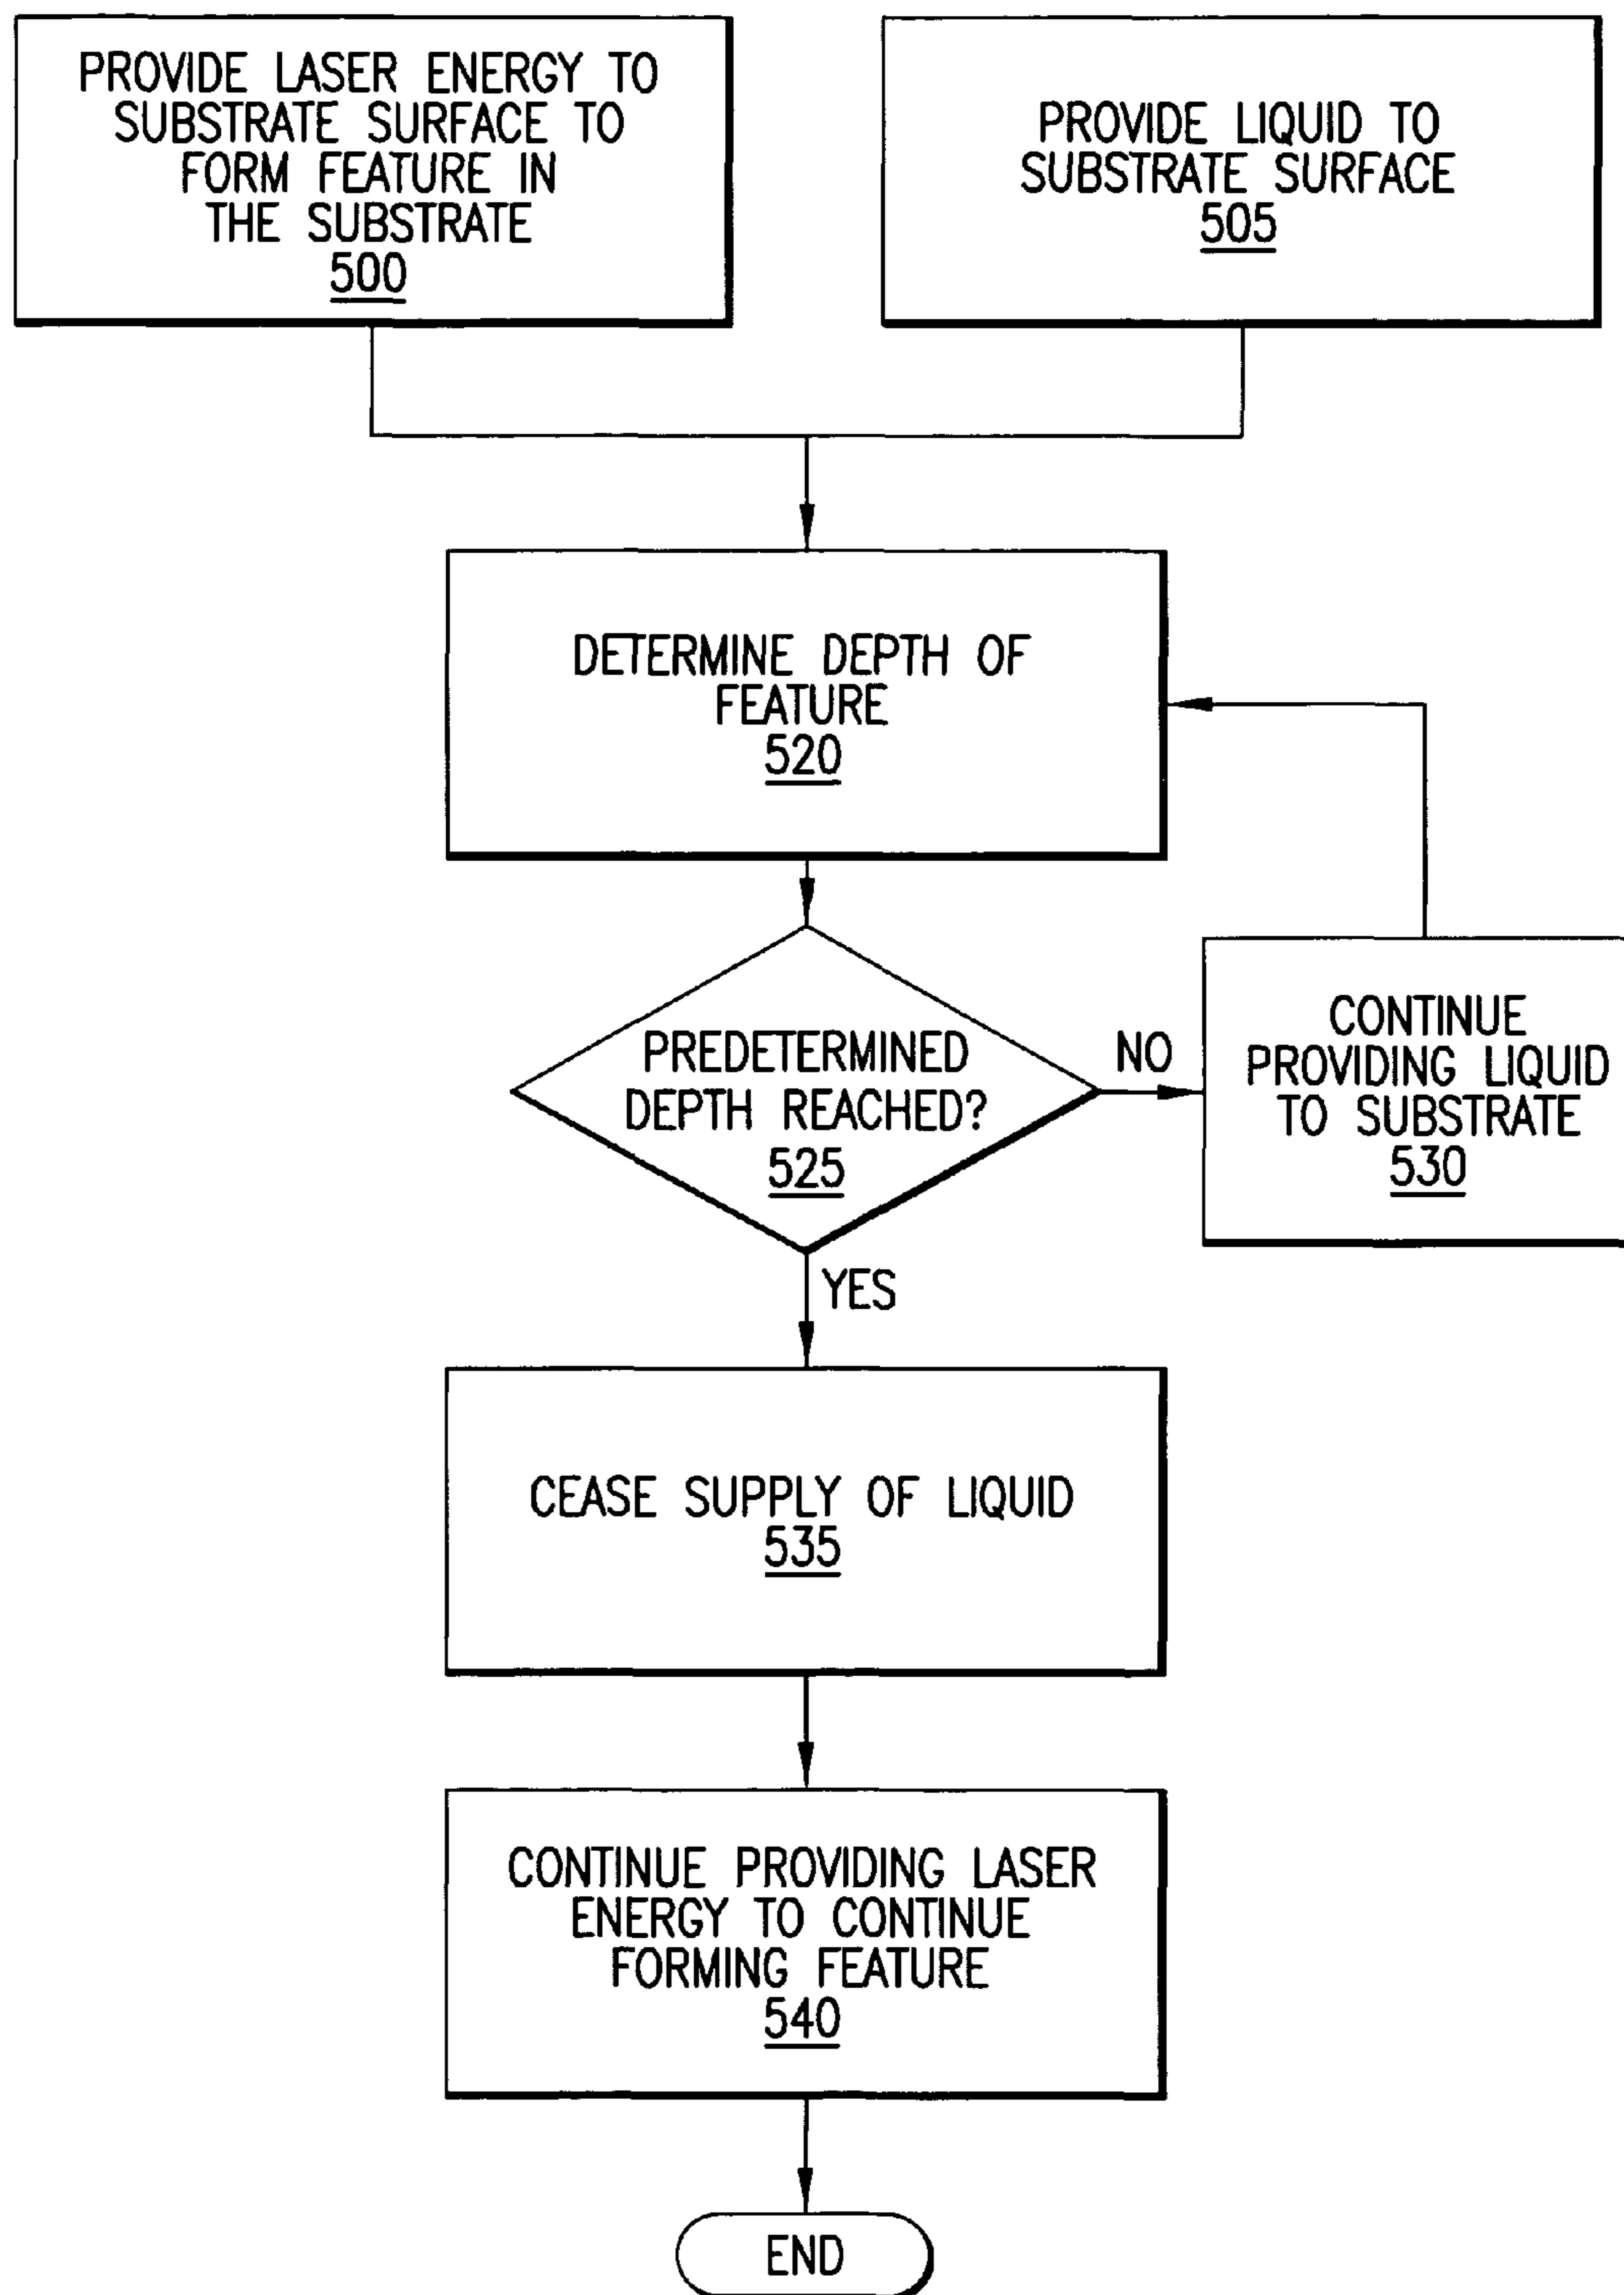 PROVIDE LASER ENERGY TO
SUBSTRATE SURFACE TO
FORM FEATURE IN
THE SUBSTRATE
500
PROVIDE LIQUID TO
SUBSTRATE SURFACE
505
DETERMINE DEPTH OF
FEATURE
520
PREDETERMINED
DEPTH REACHED?
525
NO
CONTINUE
PROVIDING LIQUID
TO SUBSTRATE
530
YES
CEASE SUPPLY OF LIQUID
535
CONTINUE PROVIDING LASER
ENERGY TO CONTINUE
FORMING FEATURE
540
END